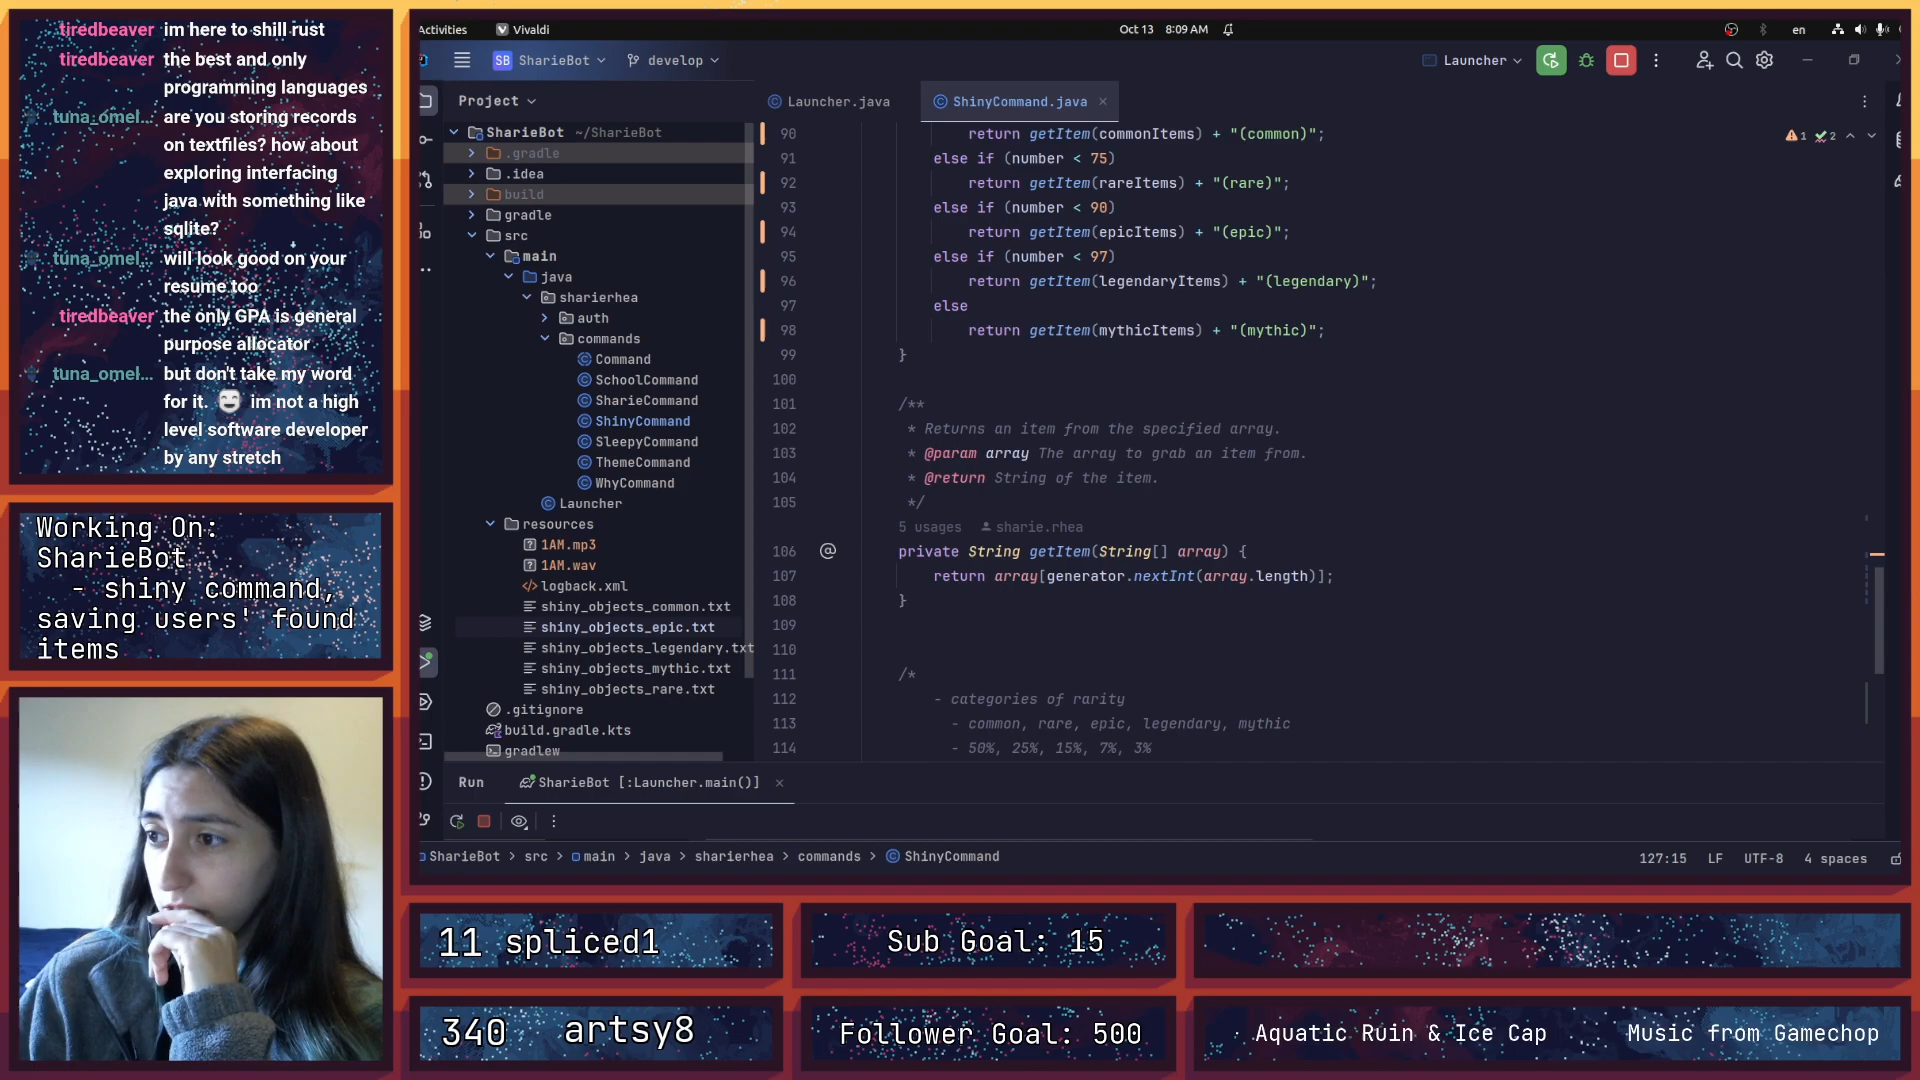 tiredbeaver im here to shill rust
tiredbeaver the best and only
programming languages
tuna_omel... are you storing records
on textfiles? how about
exploring interfacing
java with something like
sqlite?
tuna_omel... will look good on your
resume too
tiredbeaver the only GPA is general
purpose allocator
tuna_omel... but don't take my word
for it. im not a high
level software developer
by any stretch
Working On:
SharieBot
- shiny command,
saving users' found
items
Activities
Vivaldi
Oct 13 8:09 AM
en
SB SharieBot
develop
Launcher
Project
Launcher.java
ShinyCommand.java
SharieBot ~/SharieBot
.gradle
.idea
build
gradle
src
main
java
sharierhea
auth
commands
Command
SchoolCommand
SharieCommand
ShinyCommand
SleepyCommand
ThemeCommand
WhyCommand
Launcher
resources
1AM.mp3
1AM.wav
logback.xml
shiny_objects_common.txt
shiny_objects_epic.txt
shiny_objects_legendary.txt
shiny_objects_mythic.txt
shiny_objects_rare.txt
.gitignore
build.gradle.kts
gradlew
1 2
90 return getItem(commonItems) + "(common)";
91 else if (number < 75)
92 return getItem(rareItems) + "(rare)";
93 else if (number < 90)
94 return getItem(epicItems) + "(epic)";
95 else if (number < 97)
96 return getItem(legendaryItems) + "(legendary)";
97 else
98 return getItem(mythicItems) + "(mythic)";
99 }
100
101 /**
102 * Returns an item from the specified array.
103 * @param array The array to grab an item from.
104 * @return String of the item.
105 */
5 usages sharie.rhea
106 @ private String getItem(String[] array) {
107 return array[generator.nextInt(array.length)];
108 }
109
110
111 /*
112 - categories of rarity
113 - common, rare, epic, legendary, mythic
114 - 50%, 25%, 15%, 7%, 3%
Run
SharieBot [:Launcher.main()]
SharieBot > src > main > java > sharierhea > commands > ShinyCommand
127:15 LF UTF-8 4 spaces
11 spliced1
Sub Goal: 15
340 artsy8
Follower Goal: 500
Aquatic Ruin & Ice Cap
Music from Gamechop